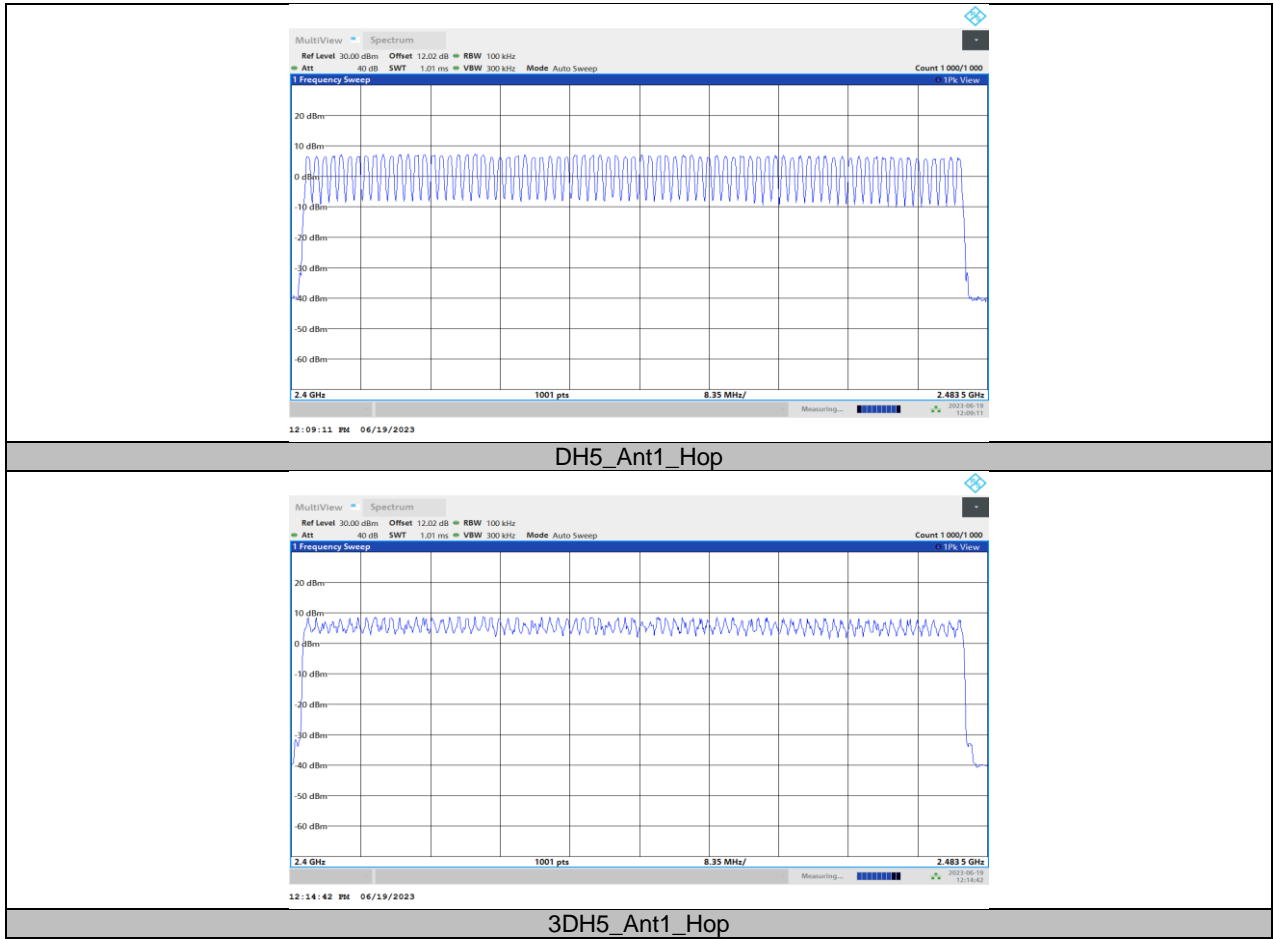 MultiView Spectrum
Ref Level 30.00 dBm Offset 12.02 dB RBW 100 kHz
Att 40 dB SWT 1.01 ms VBW 300 kHz Mode Auto Sweep Count 1 000/1 000
1 Frequency Sweep 1Pk View
20 dBm
10 dBm
0 dBm
-10 dBm
-20 dBm
-30 dBm
-40 dBm
-50 dBm
-60 dBm
2.4 GHz 1001 pts 8.35 MHz/ 2.483 5 GHz
Measuring... 2023-06-19
12:09:11
12:09:11 PM 06/19/2023
DH5_Ant1_Hop
MultiView Spectrum
Ref Level 30.00 dBm Offset 12.02 dB RBW 100 kHz
Att 40 dB SWT 1.01 ms VBW 300 kHz Mode Auto Sweep Count 1 000/1 000
1 Frequency Sweep 1Pk View
20 dBm
10 dBm
0 dBm
-10 dBm
-20 dBm
-30 dBm
-40 dBm
-50 dBm
-60 dBm
2.4 GHz 1001 pts 8.35 MHz/ 2.483 5 GHz
Measuring... 2023-06-19
12:14:42
12:14:42 PM 06/19/2023
3DH5_Ant1_Hop